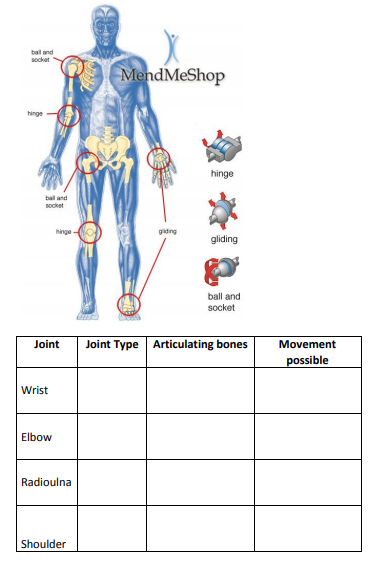 ball and
socket
MendMeShop
hinge
hinge
ball and
socket
hinge
gliding
gliding
ball and
socket
Joint Joint Type Articulating bones Movement
possible
Wrist
Elbow
Radioulna
Shoulder